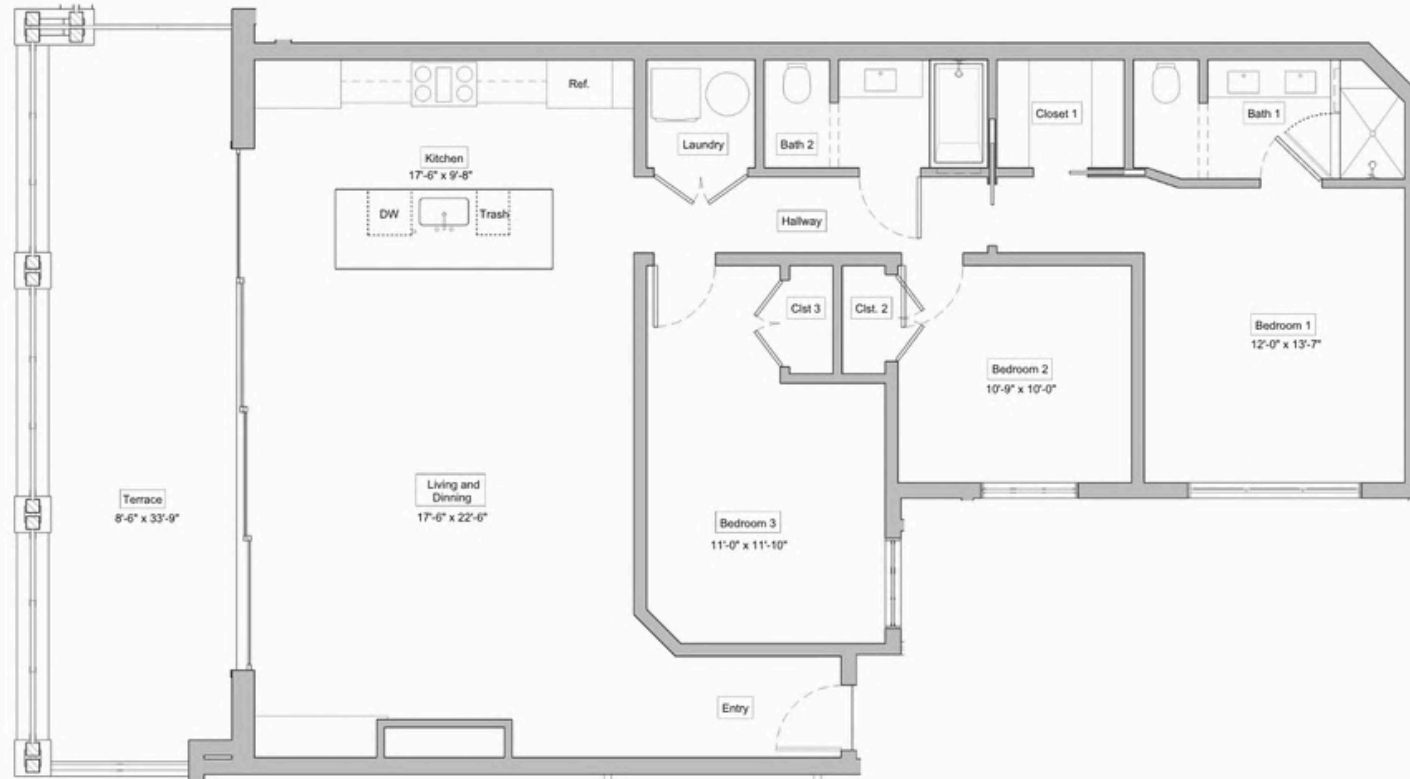 Ref.
Kitchen
17'-6" x 9'-8"
DW
Trash
Laundry
Bath 2
Closet 1
Bath 1
Hallway
Clst 3
Clst. 2
Bedroom 1
12'-0" x 13'-7"
Bedroom 2
10'-9" x 10'-0"
Terrace
8'-6" x 33'-9"
Living and
Dinning
17'-6" x 22'-6"
Bedroom 3
11'-0" x 11'-10"
Entry